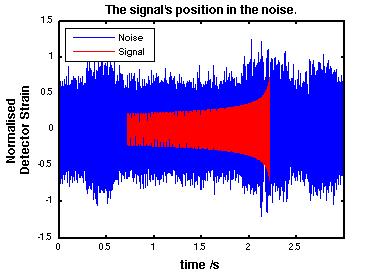 The signal's position in the noise.
1.5
Noise
Signal
1
0.5
0
-0.5
-1
-1.5
Normalised
Detector Strain
0 0.5 1 1.5 2 2.5
time /s